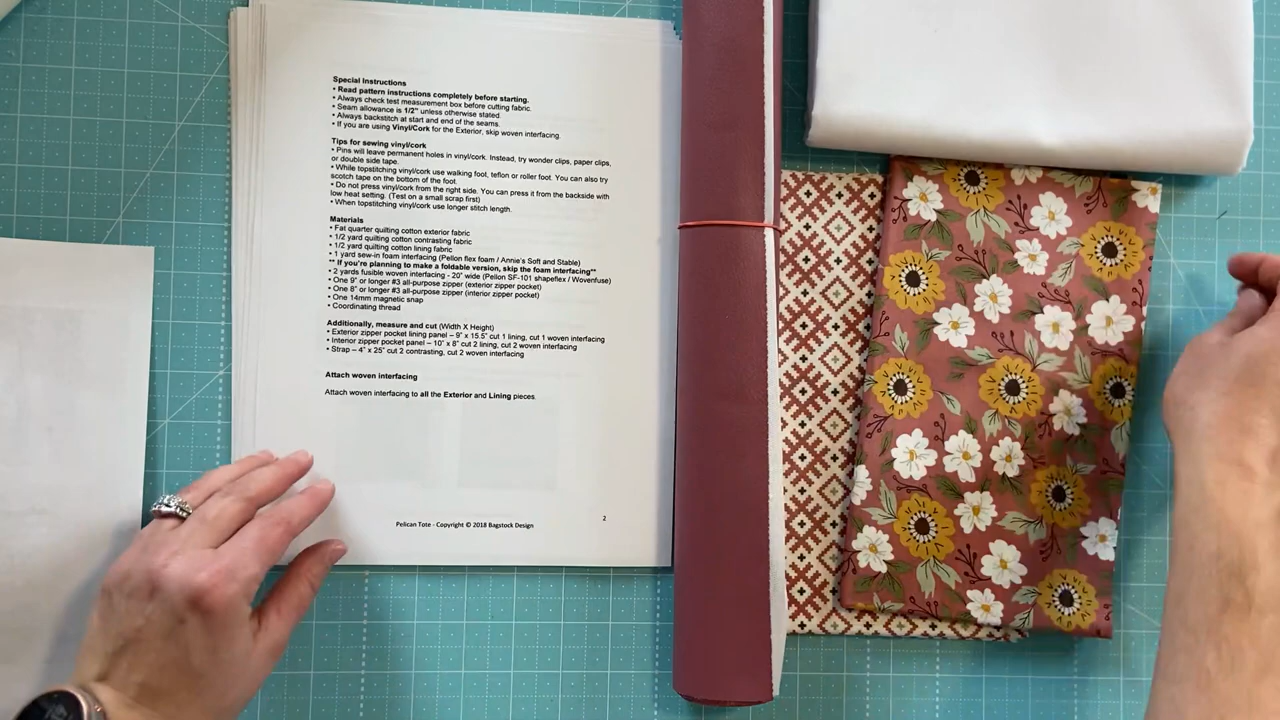 Special Instructions
• Read pattern instructions completely before starting.
• Always check test measurement box before cutting fabric.
• Seam allowance is 1/2" unless otherwise stated.
• Always backstitch at start and end of the seams.
• If you are using Vinyl/Cork for the Exterior, skip woven interfacing.
Tips for sewing vinyl/cork
• Pins will leave permanent holes in vinyl/cork. Instead, try wonder clips, paper clips,
or double side tape.
• While topstitching vinyl/cork use walking foot, teflon or roller foot. You can also try
scotch tape on the bottom of the foot.
• Do not press vinyl/cork from the right side. You can press it from the backside with
low heat setting. (Test on a small scrap first)
• When topstitching vinyl/cork use longer stitch length.
Materials
• Fat quarter quilting cotton exterior fabric
• 1/2 yard quilting cotton contrasting fabric
• 1/2 yard quilting cotton lining fabric
• 1 yard sew-in foam interfacing (Pellon flex foam / Annie's Soft and Stable)
** If you're planning to make a foldable version, skip the foam interfacing**
• 2 yards fusible woven interfacing - 20" wide (Pellon SF-101 shapeflex / Wovenfuse)
• One 9" or longer #3 all-purpose zipper (exterior zipper pocket)
• One 8" or longer #3 all-purpose zipper (interior zipper pocket)
• One 14mm magnetic snap
• Coordinating thread
Additionally, measure and cut (Width X Height)
• Exterior zipper pocket lining panel – 9" x 15.5" cut 1 lining, cut 1 woven interfacing
• Interior zipper pocket panel – 10" x 8" cut 2 lining, cut 2 woven interfacing
• Strap – 4" x 25" cut 2 contrasting, cut 2 woven interfacing
Attach woven interfacing
Attach woven interfacing to all the Exterior and Lining pieces.
2
Pelican Tote - Copyright © 2018 Bagstock Design